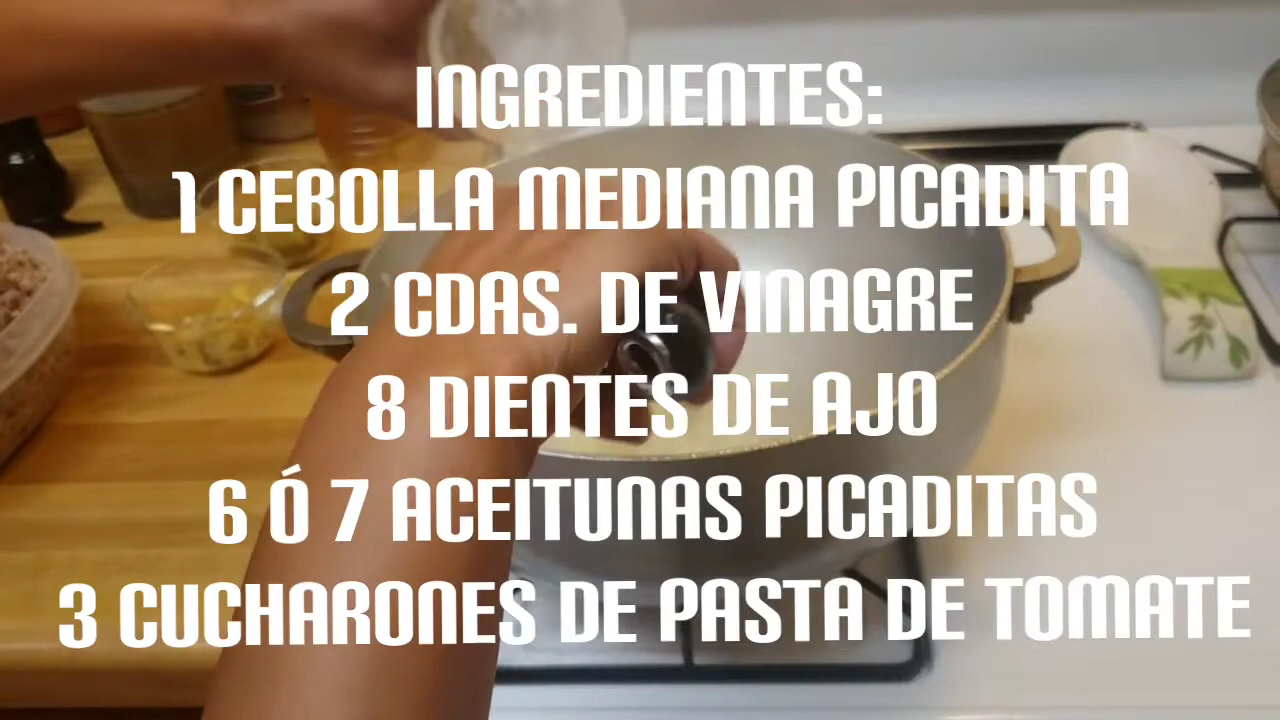 INGREDIENTES:
1 CEBOLLA MEDIANA PICADITA
2 CDAS. DE VINAGRE
8 DIENTES DE AJO
6 Ó 7 ACEITUNAS PICADITAS
3 CUCHARONES DE PASTA DE TOMATE